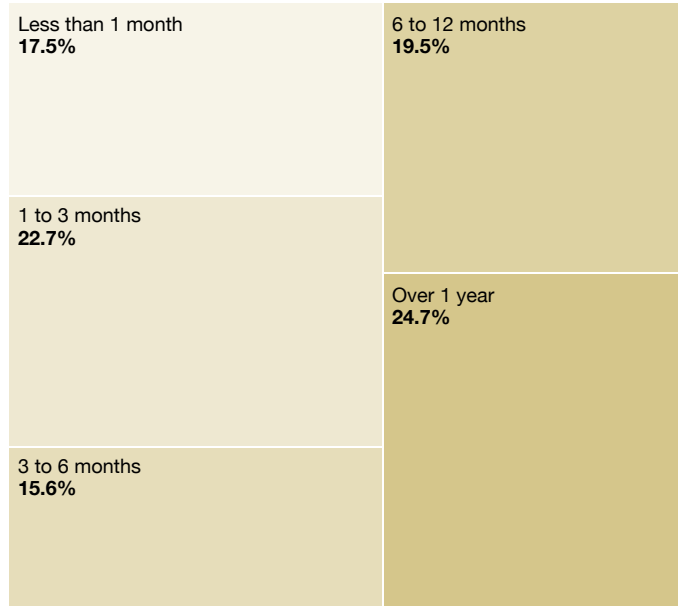 Less than 1 month
17.5%
1 to 3 months
22.7%
3 to 6 months
15.6%
6 to 12 months
19.5%
Over 1 year
24.7%